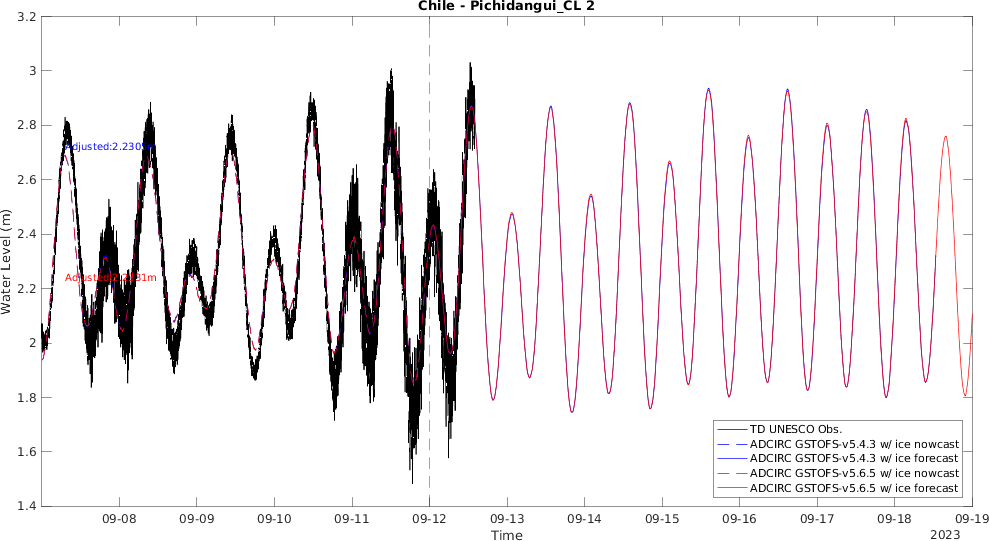 Chile - Pichidangui_CL 2
3.2
3
2.8
2.6
2.4
2.2
2
1.8
1.6
1.4
Water Level (m)
TD UNESCO Obs.
ADCIRC GSTOFS-v5.4.3 w/ ice nowcast
ADCIRC GSTOFS-v5.4.3 w/ ice forecast
ADCIRC GSTOFS-v5.6.5 w/ ice nowcast
ADCIRC GSTOFS-v5.6.5 w/ ice forecast
09-08 09-09 09-10 09-11 09-12 09-13 09-14 09-15 09-16 09-17 09-18 09-19
Time
2023